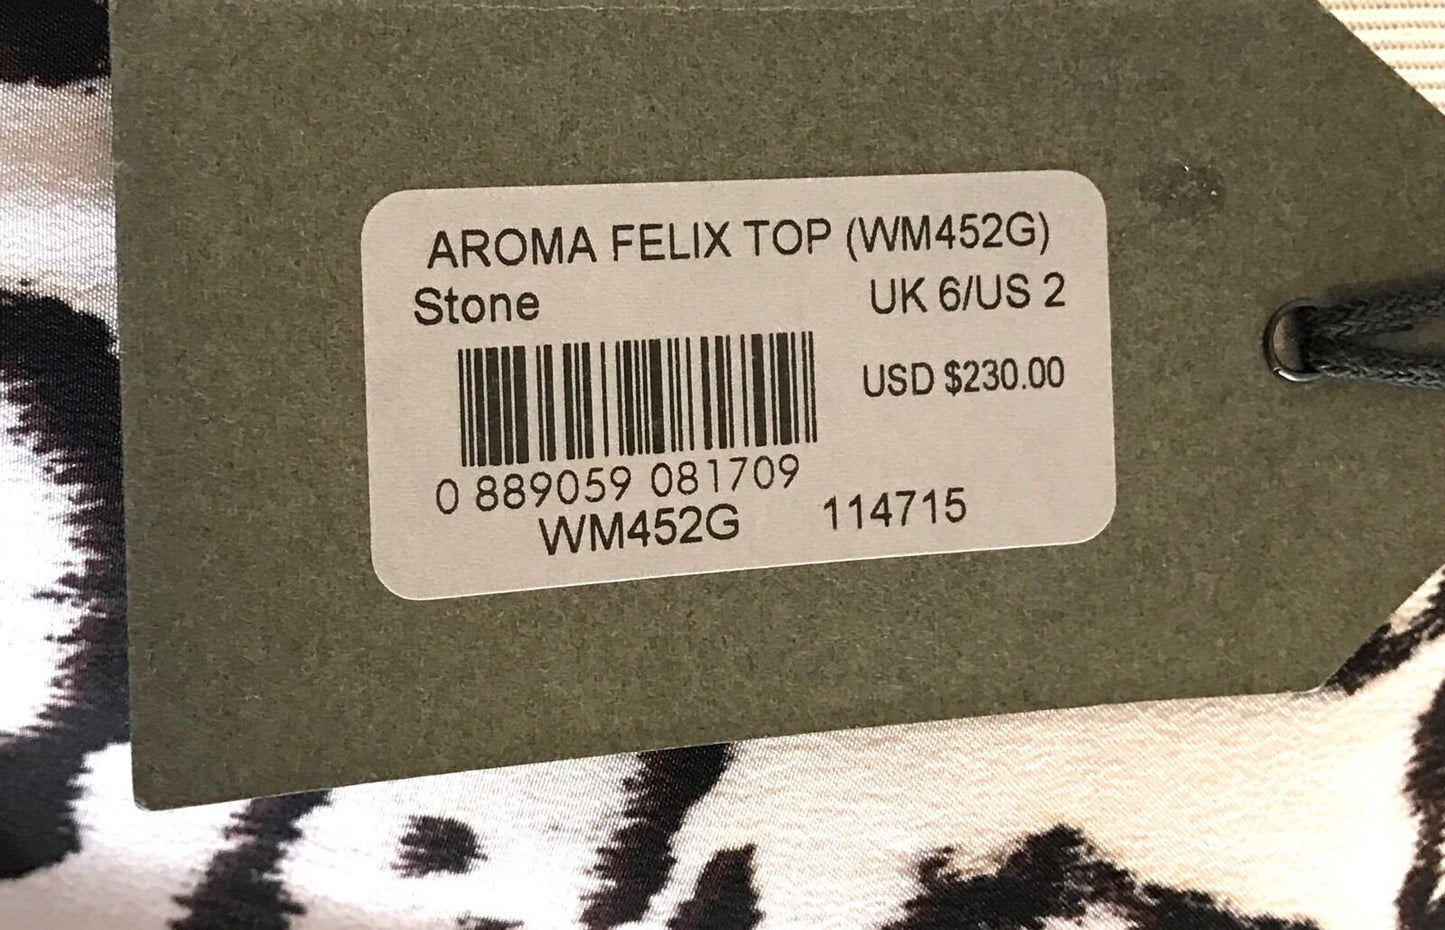 AROMA FELIX TOP (WM452G)
Stone UK 6/US 2
USD $230.00
0 889059 081709
WM452G 114715